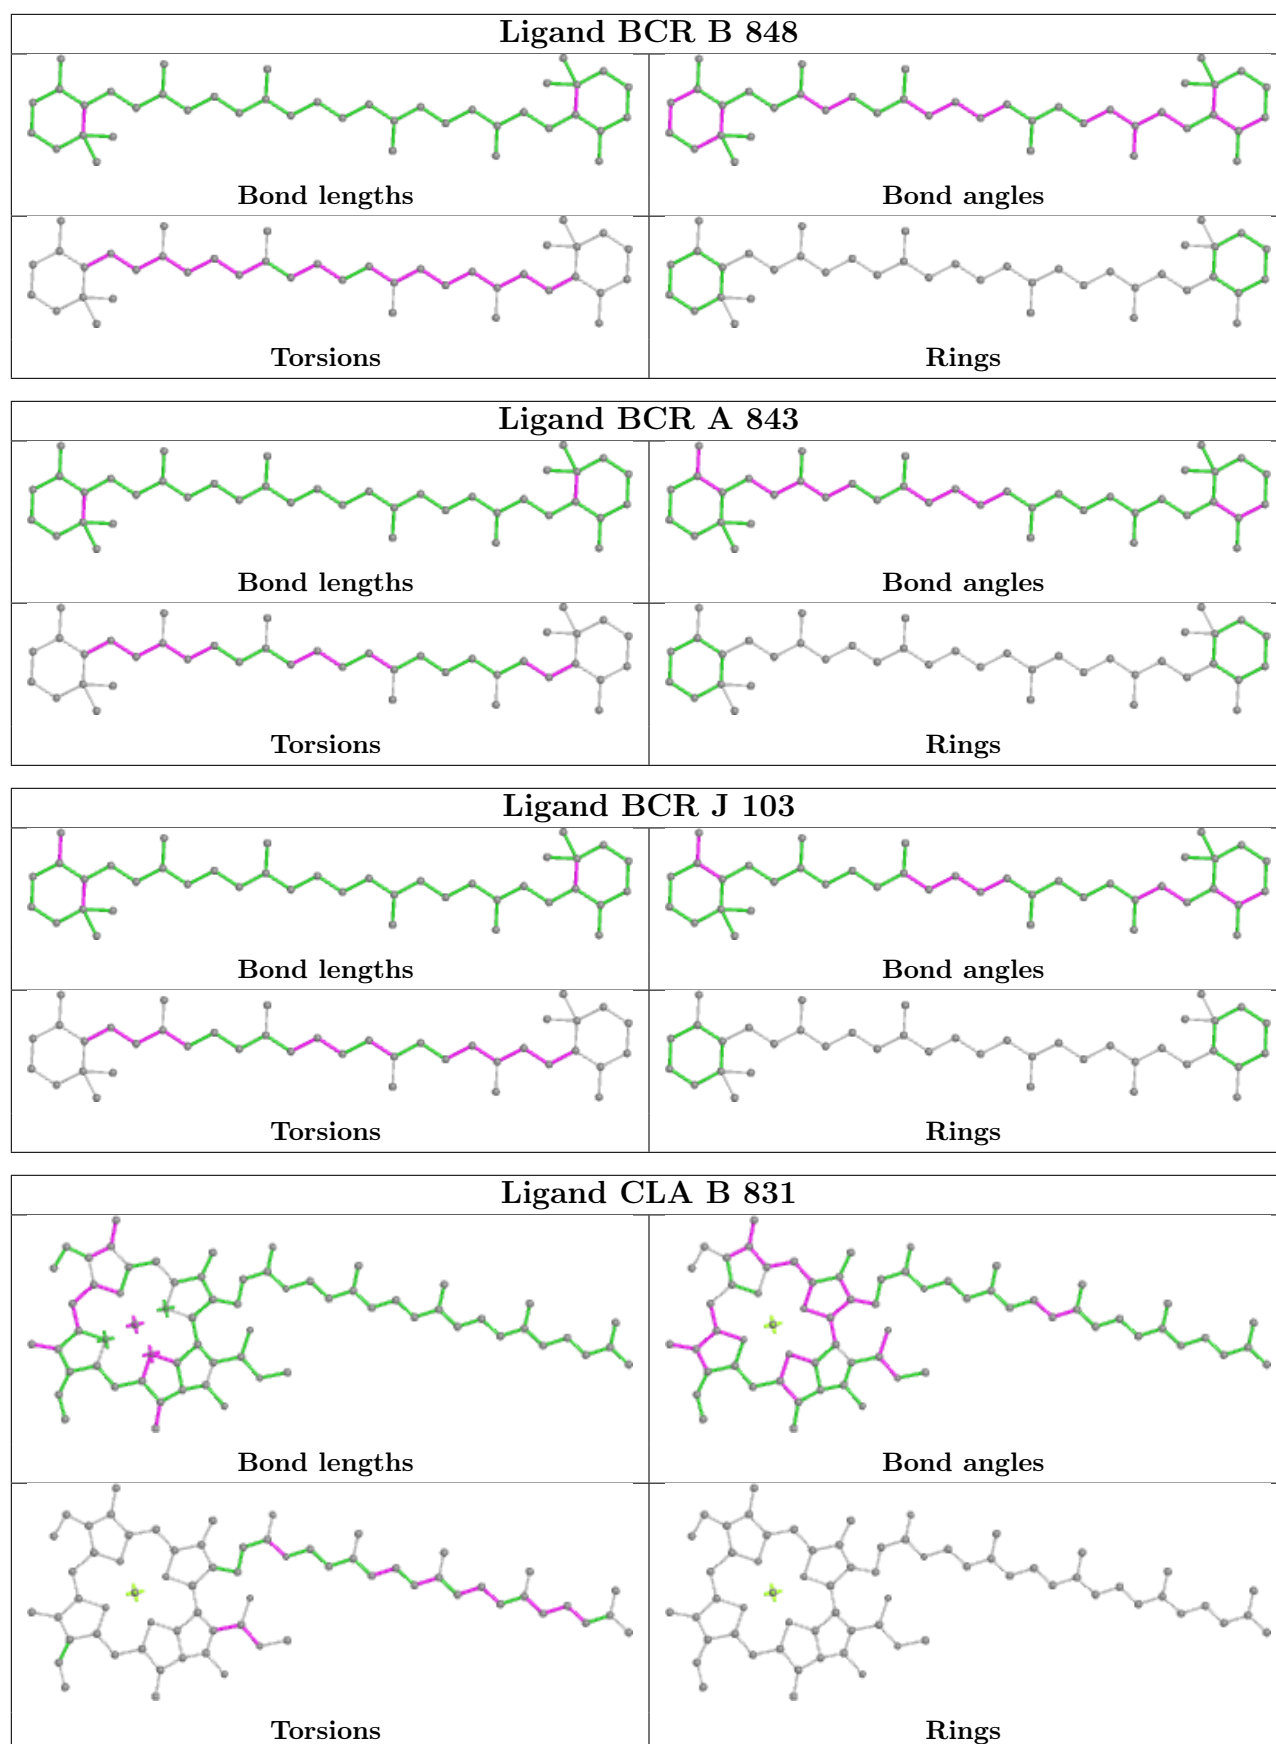 Ligand BCR B 848
Bond lengths
Bond angles
Torsions
Rings
Ligand BCR A 843
Bond lengths
Bond angles
Torsions
Rings
Ligand BCR J 103
Bond lengths
Bond angles
Torsions
Rings
Ligand CLA B 831
Bond lengths
Bond angles
Torsions
Rings